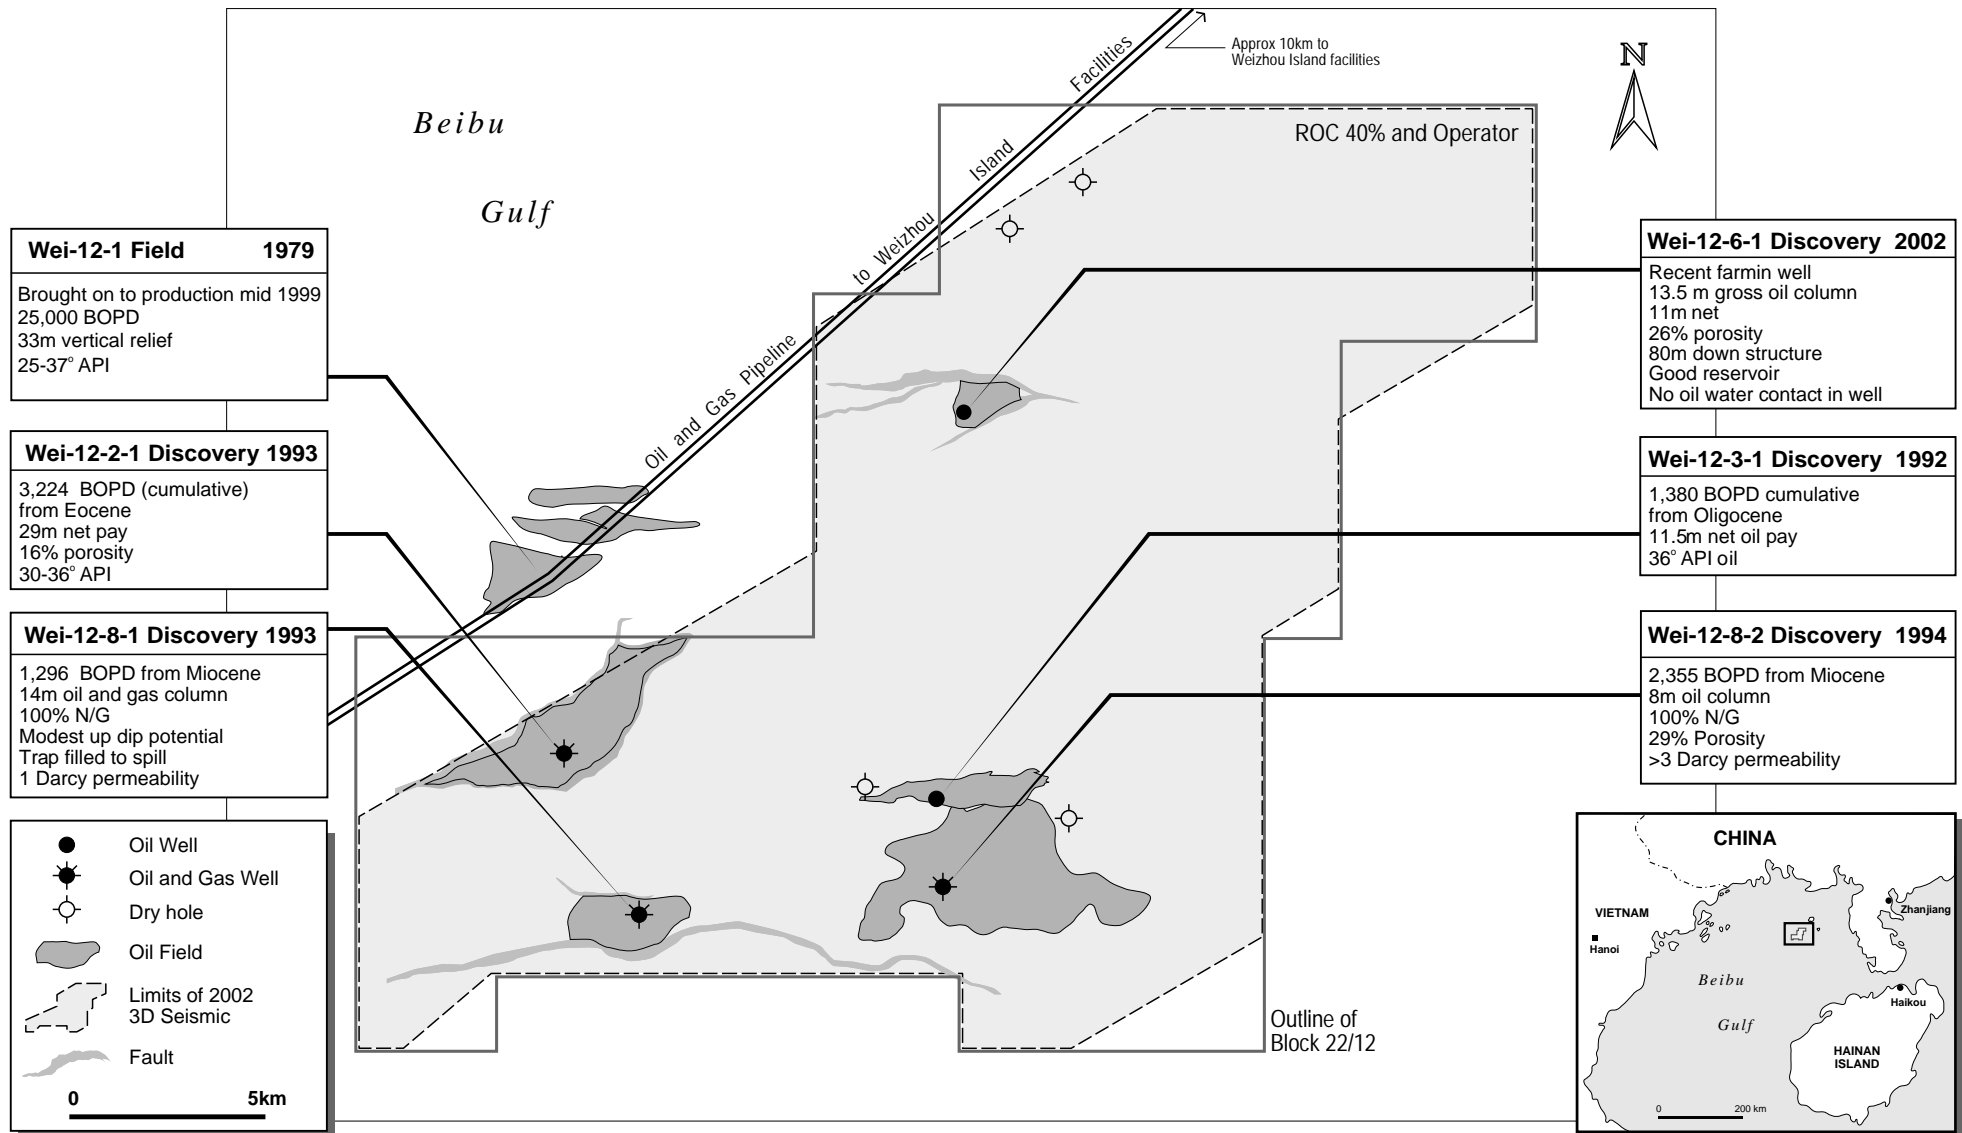 Approx 10km to
Weizhou Island facilities
N
Beibu
Gulf
Oil and Gas Pipeline to Weizhou Island Facilities
ROC 40% and Operator
Wei-12-1 Field 1979
Brought on to production mid 1999
25,000 BOPD
33m vertical relief
25-37° API
Wei-12-2-1 Discovery 1993
3,224 BOPD (cumulative)
from Eocene
29m net pay
16% porosity
30-36° API
Wei-12-8-1 Discovery 1993
1,296 BOPD from Miocene
14m oil and gas column
100% N/G
Modest up dip potential
Trap filled to spill
1 Darcy permeability
Wei-12-6-1 Discovery 2002
Recent farmin well
13.5 m gross oil column
11m net
26% porosity
80m down structure
Good reservoir
No oil water contact in well
Wei-12-3-1 Discovery 1992
1,380 BOPD cumulative
from Oligocene
11.5m net oil pay
36° API oil
Wei-12-8-2 Discovery 1994
2,355 BOPD from Miocene
8m oil column
100% N/G
29% Porosity
>3 Darcy permeability
Oil Well
Oil and Gas Well
Dry hole
Oil Field
Limits of 2002
3D Seismic
Fault
0 5km
Outline of
Block 22/12
CHINA
VIETNAM
Hanoi
Zhanjiang
Beibu
Gulf
Haikou
HAINAN
ISLAND
0 200 km